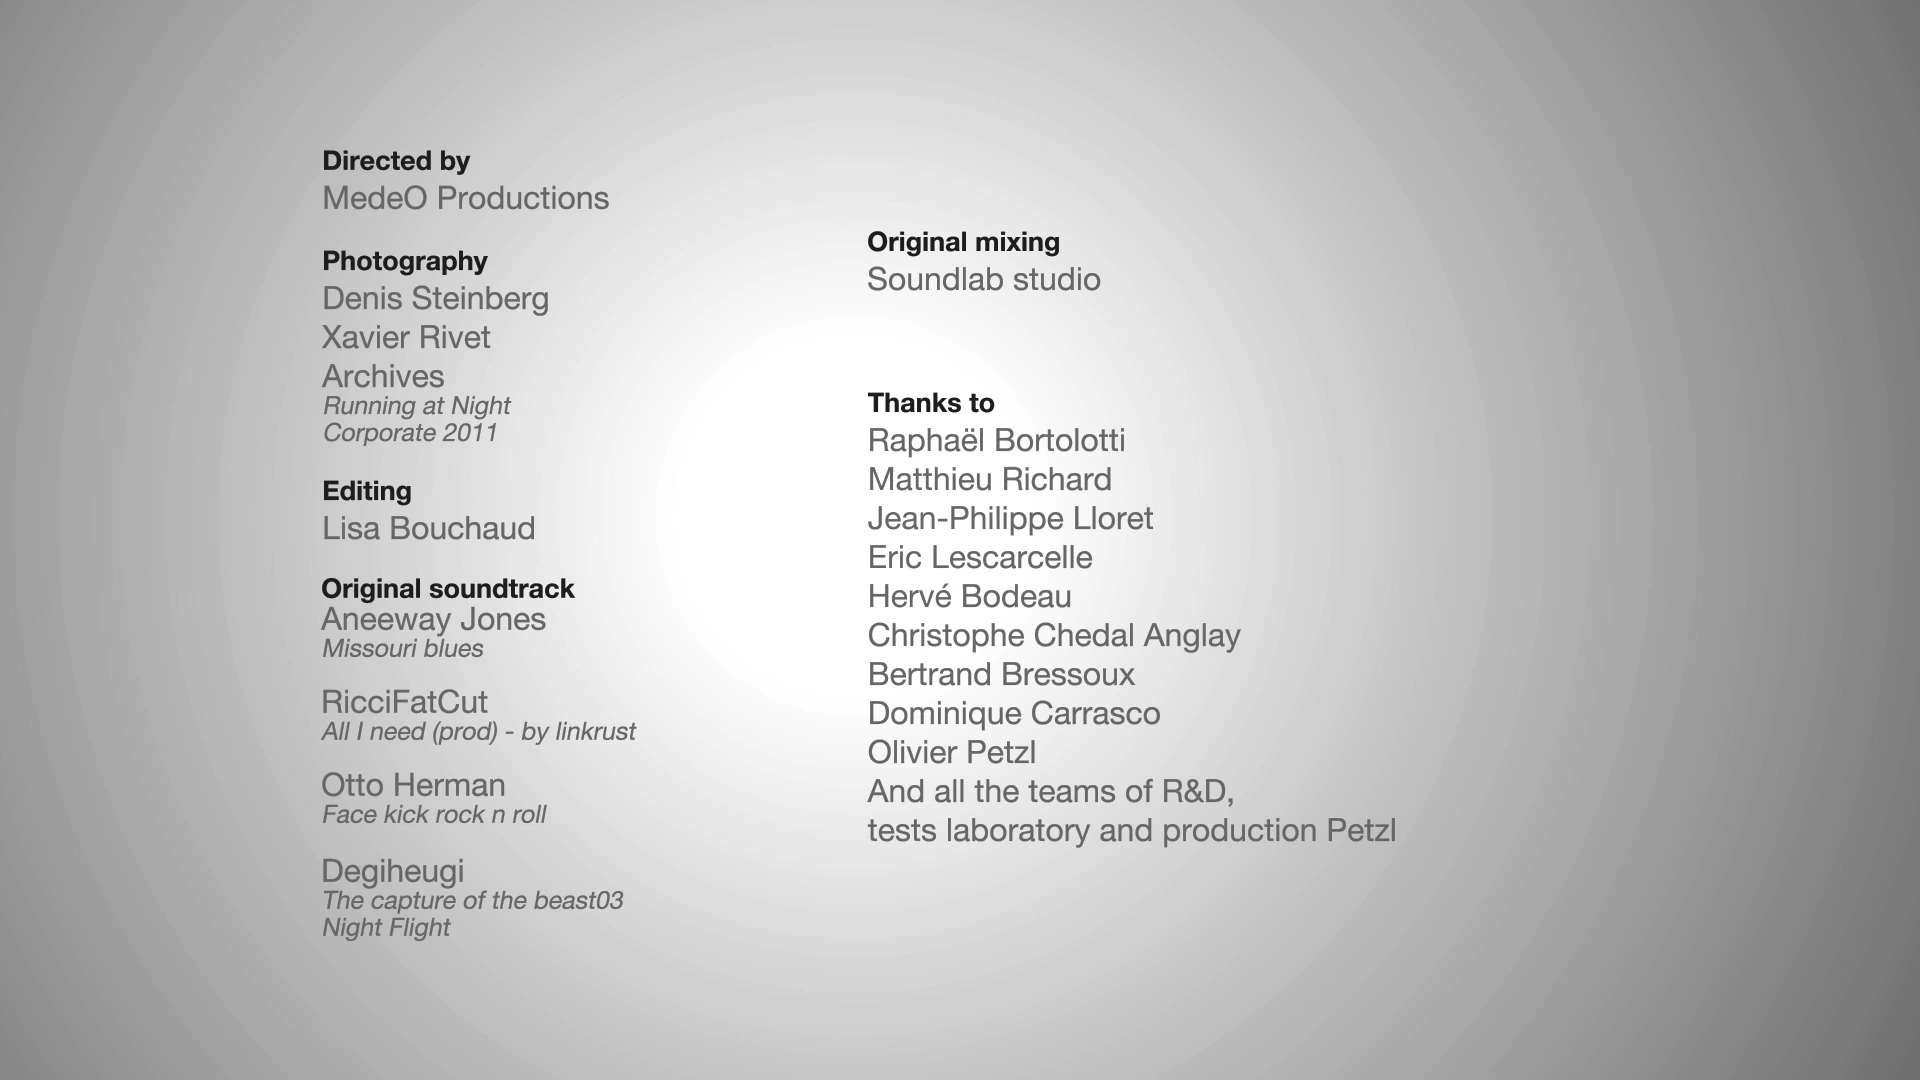 Directed by
MedeO Productions
Photography
Denis Steinberg
Xavier Rivet
Archives
Running at Night
Corporate 2011
Editing
Lisa Bouchaud
Original soundtrack
Aneeway Jones
Missouri blues
RicciFatCut
All I need (prod) - by linkrust
Otto Herman
Face kick rock n roll
Degiheugi
The capture of the beast03
Night Flight
Original mixing
Soundlab studio
Thanks to
Raphaël Bortolotti
Matthieu Richard
Jean-Philippe Lloret
Eric Lescarcelle
Hervé Bodeau
Christophe Chedal Anglay
Bertrand Bressoux
Dominique Carrasco
Olivier Petzl
And all the teams of R&D,
tests laboratory and production Petzl